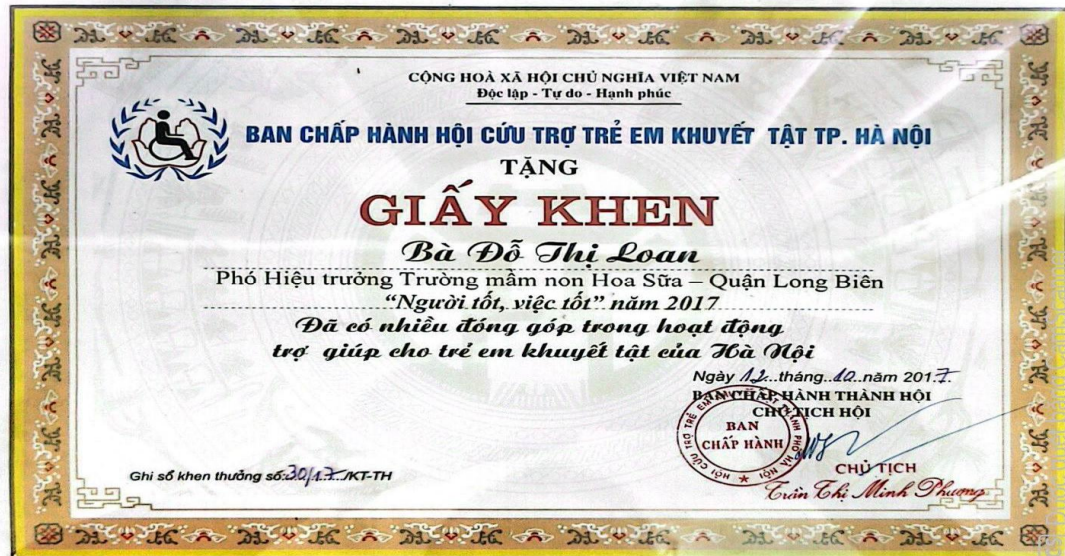 CỘNG HOÀ XÃ HỘI CHỦ NGHĨA VIỆT NAM
Độc lập - Tự do - Hạnh phúc
BAN CHẤP HÀNH HỘI CỨU TRỢ TRẺ EM KHUYẾT TẬT TP. HÀ NỘI
TẶNG
GIẤY KHEN
Bà Đỗ Thị Loan
Phó Hiệu trưởng Trường mầm non Hoa Sữa – Quận Long Biên
“Người tốt, việc tốt” năm 2017
Đã có nhiều đóng góp trong hoạt động
trợ giúp cho trẻ em khuyết tật của Hà Nội
Ngày 12 tháng 10 năm 2017
BAN CHẤP HÀNH THÀNH HỘI
CHỦ TỊCH HỘI
BAN
CHẤP HÀNH
CHỦ TỊCH
Trần Thị Minh Phương
Ghi sổ khen thưởng số: 30/17 /KT-TH